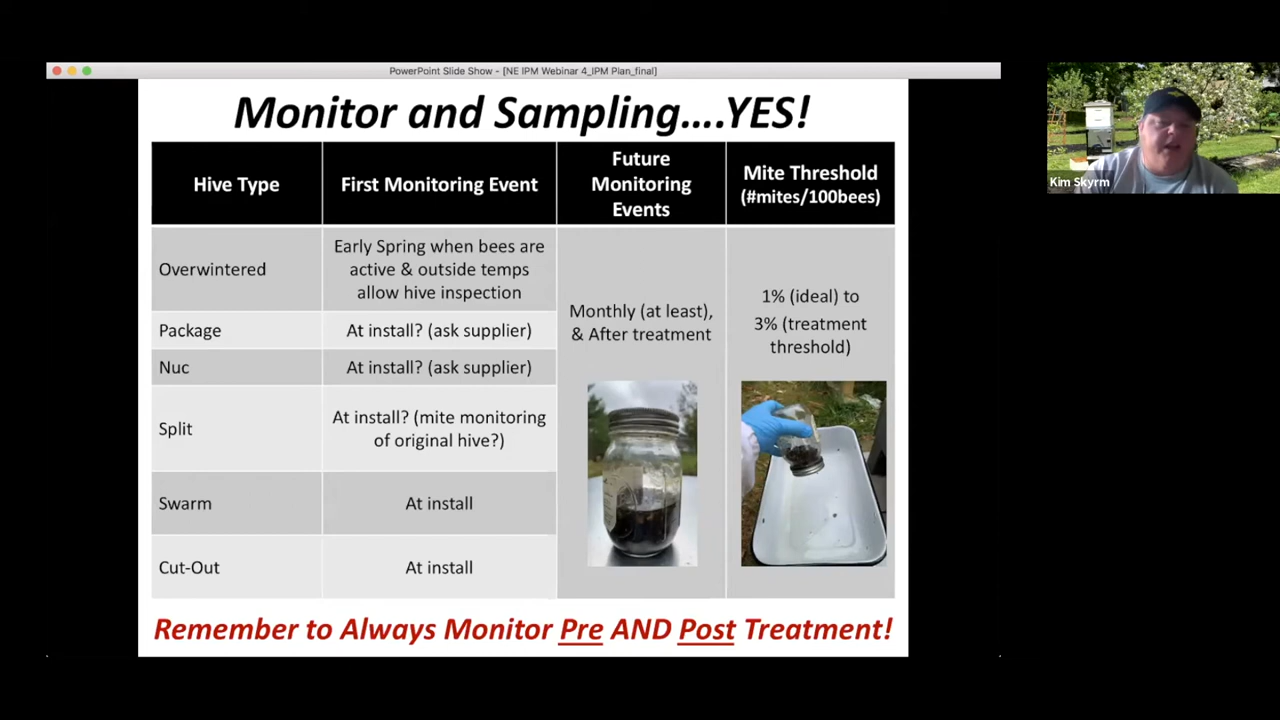 PowerPoint Slide Show - [NE IPM Webinar 4_IPM Plan_final]
Monitor and Sampling....YES!
Hive Type
First Monitoring Event
Future
Monitoring
Events
Mite Threshold
(#mites/100bees)
Overwintered
Early Spring when bees are
active & outside temps
allow hive inspection
Package
At install? (ask supplier)
Nuc
At install? (ask supplier)
Split
At install? (mite monitoring
of original hive?)
Swarm
At install
Cut-Out
At install
Monthly (at least),
& After treatment
1% (ideal) to
3% (treatment
threshold)
Remember to Always Monitor Pre AND Post Treatment!
Kim Skyrm